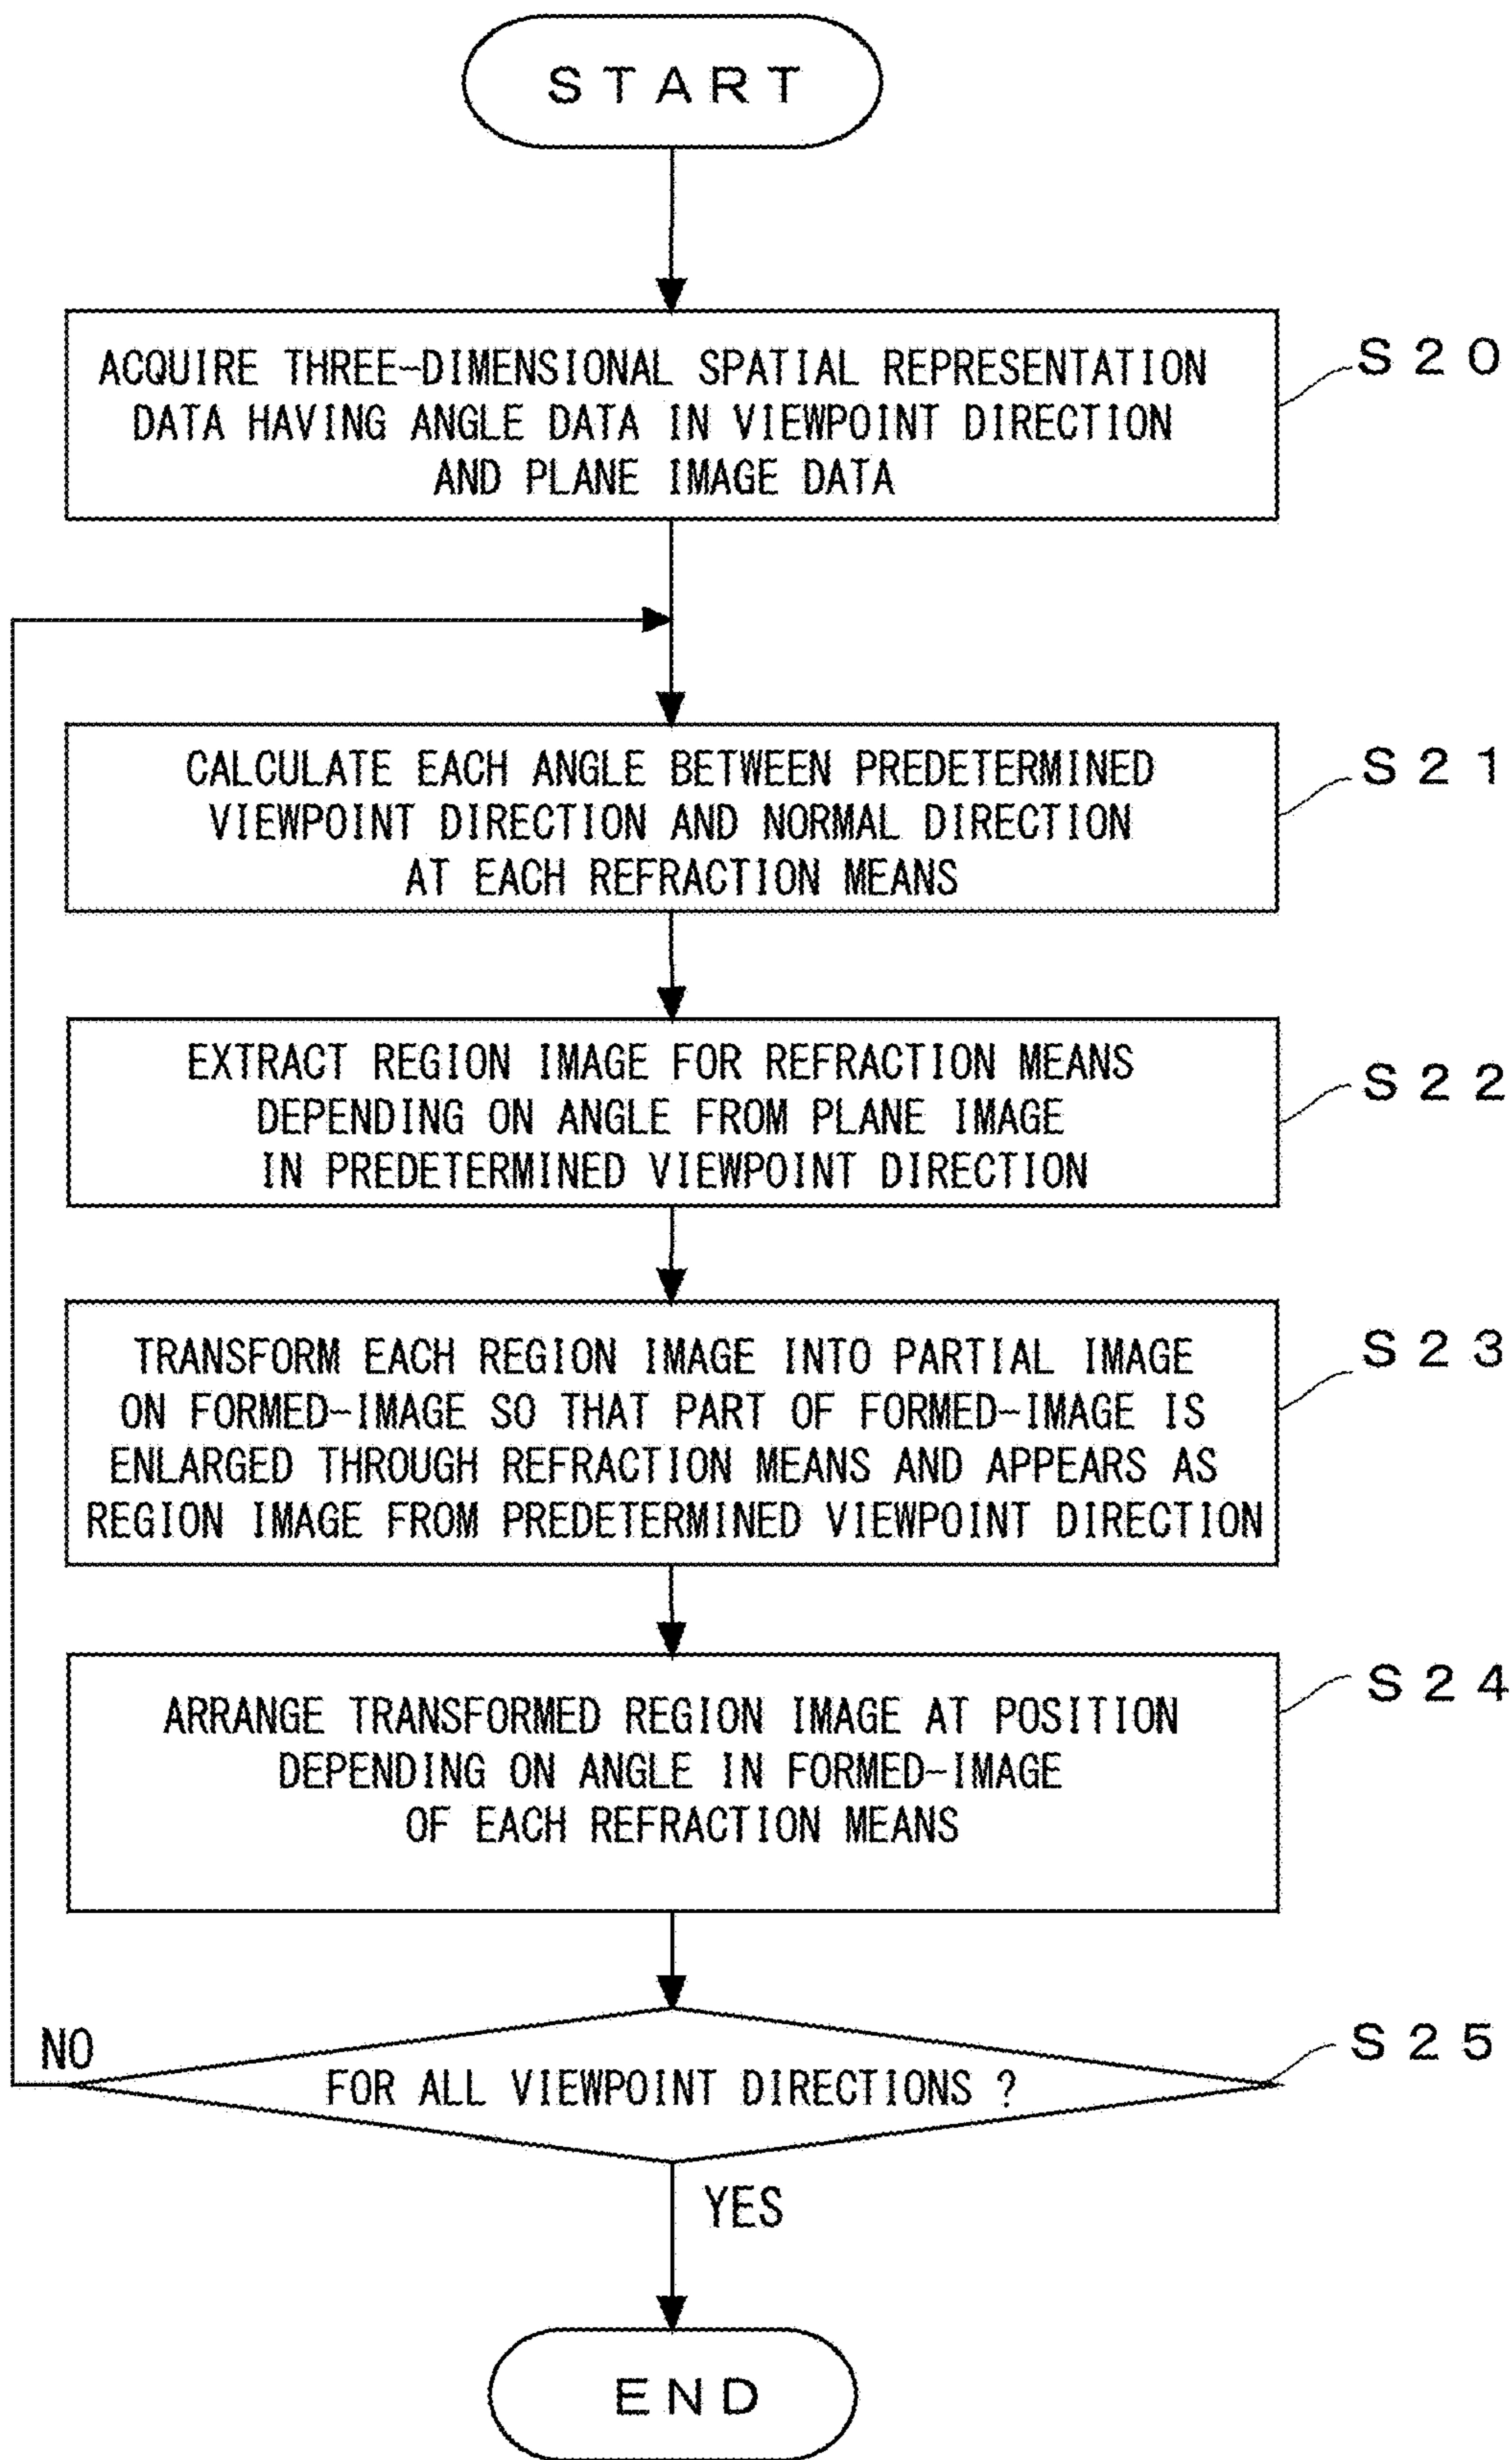 START
ACQUIRE THREE-DIMENSIONAL SPATIAL REPRESENTATION
DATA HAVING ANGLE DATA IN VIEWPOINT DIRECTION
AND PLANE IMAGE DATA
S20
CALCULATE EACH ANGLE BETWEEN PREDETERMINED
VIEWPOINT DIRECTION AND NORMAL DIRECTION
AT EACH REFRACTION MEANS
S21
EXTRACT REGION IMAGE FOR REFRACTION MEANS
DEPENDING ON ANGLE FROM PLANE IMAGE
IN PREDETERMINED VIEWPOINT DIRECTION
S22
TRANSFORM EACH REGION IMAGE INTO PARTIAL IMAGE
ON FORMED-IMAGE SO THAT PART OF FORMED-IMAGE IS
ENLARGED THROUGH REFRACTION MEANS AND APPEARS AS
REGION IMAGE FROM PREDETERMINED VIEWPOINT DIRECTION
S23
ARRANGE TRANSFORMED REGION IMAGE AT POSITION
DEPENDING ON ANGLE IN FORMED-IMAGE
OF EACH REFRACTION MEANS
S24
NO
FOR ALL VIEWPOINT DIRECTIONS ?
S25
YES
END